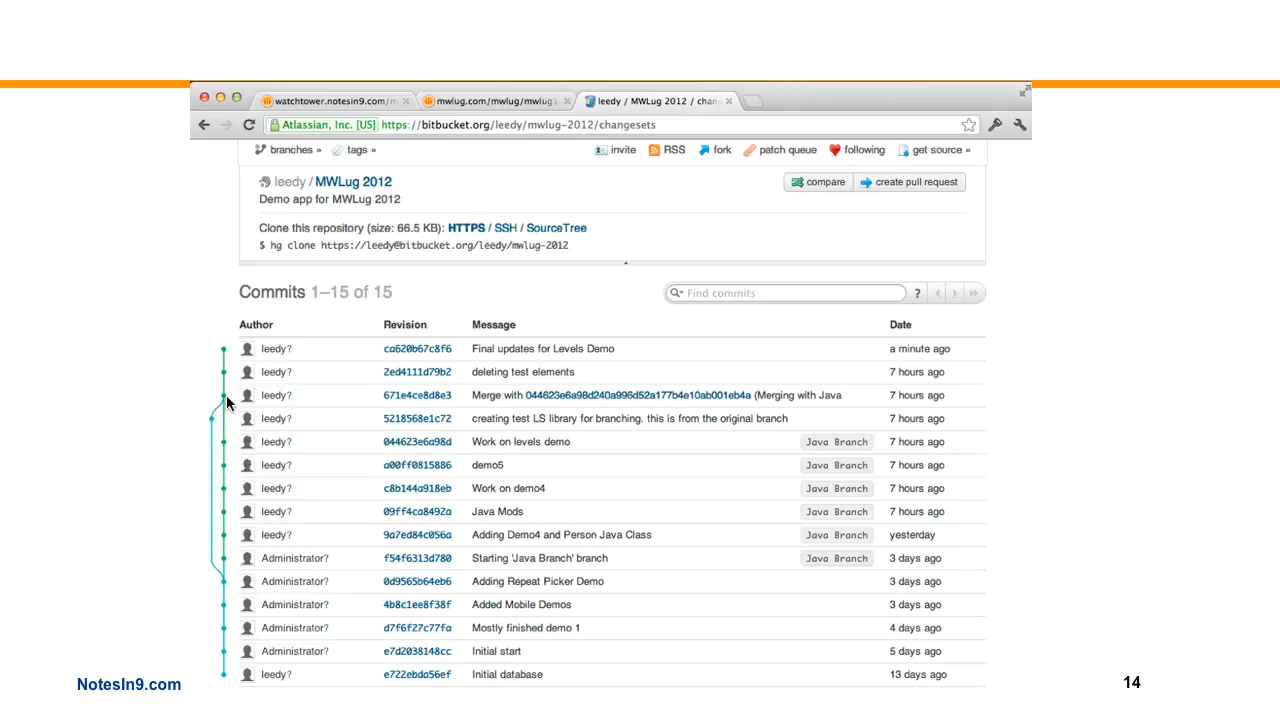 watchtower.notesin9.com/m
mwlug.com/mwlug/mwlug1
leedy / MWLug 2012 / chan
Atlassian, Inc. [US] https://bitbucket.org/leedy/mwlug-2012/changesets
branches » tags » invite RSS fork patch queue following get source »
leedy / MWLug 2012 compare create pull request
Demo app for MWLug 2012
Clone this repository (size: 66.5 KB): HTTPS / SSH / SourceTree
$ hg clone https://leedy@bitbucket.org/leedy/mwlug-2012
Commits 1–15 of 15 Find commits ?
Author Revision Message Date
leedy? ca620b67c8f6 Final updates for Levels Demo a minute ago
leedy? 2ed4111d79b2 deleting test elements 7 hours ago
leedy? 671e4ce8d8e3 Merge with 044623e6a98d240a996d52a177b4e10ab001eb4a (Merging with Java 7 hours ago
leedy? 5218568e1c72 creating test LS library for branching. this is from the original branch 7 hours ago
leedy? 044623e6a98d Work on levels demo Java Branch 7 hours ago
leedy? a00ff0815886 demo5 Java Branch 7 hours ago
leedy? c8b144a918eb Work on demo4 Java Branch 7 hours ago
leedy? 09ff4ca8492a Java Mods Java Branch 7 hours ago
leedy? 9a7ed84c056a Adding Demo4 and Person Java Class Java Branch yesterday
Administrator? f54f6313d780 Starting 'Java Branch' branch Java Branch 3 days ago
Administrator? 0d9565b64eb6 Adding Repeat Picker Demo 3 days ago
Administrator? 4b8c1ee8f38f Added Mobile Demos 3 days ago
Administrator? d7f6f27c77fa Mostly finished demo 1 4 days ago
Administrator? e7d2038148cc Initial start 5 days ago
leedy? e722ebda56ef Initial database 13 days ago
NotesIn9.com 14